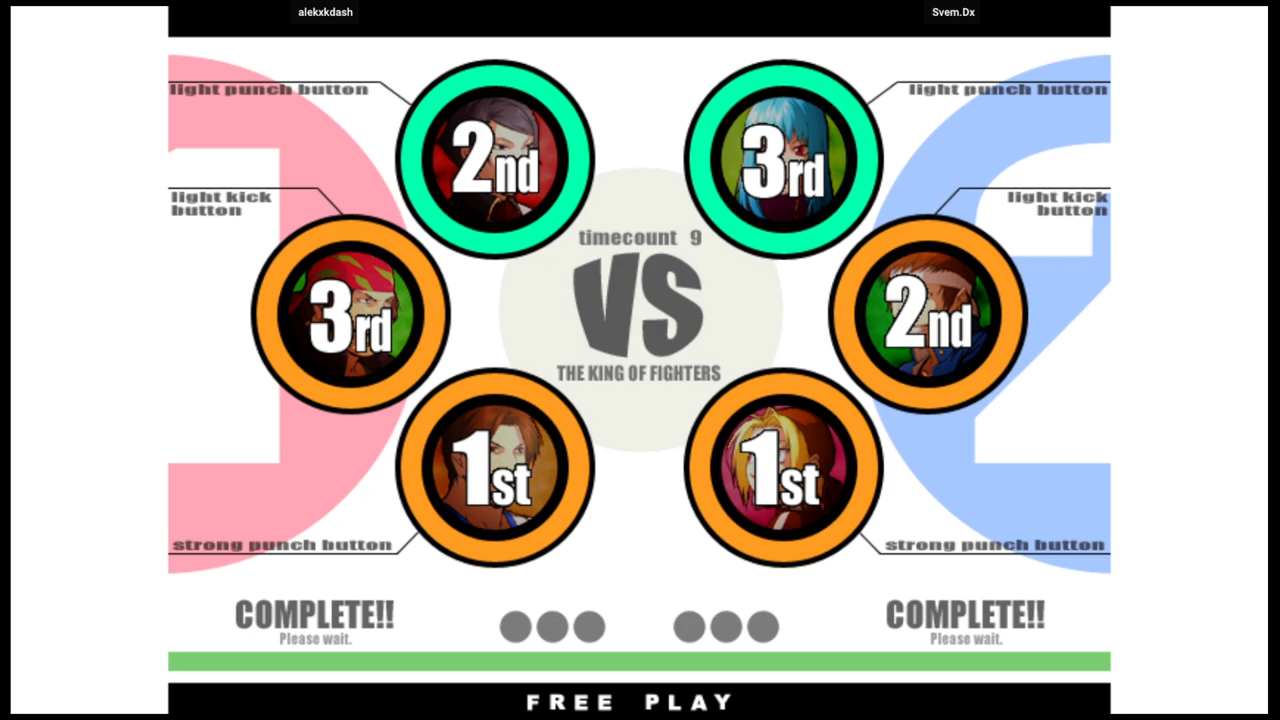 alekxkdash
Svem.Dx
light punch button
2nd
3rd
light punch button
light kick
button
light kick
button
timecount 9
3rd
VS
2nd
THE KING OF FIGHTERS
1st
1st
strong punch button
strong punch button
COMPLETE!!
Please wait.
COMPLETE!!
Please wait.
FREE PLAY